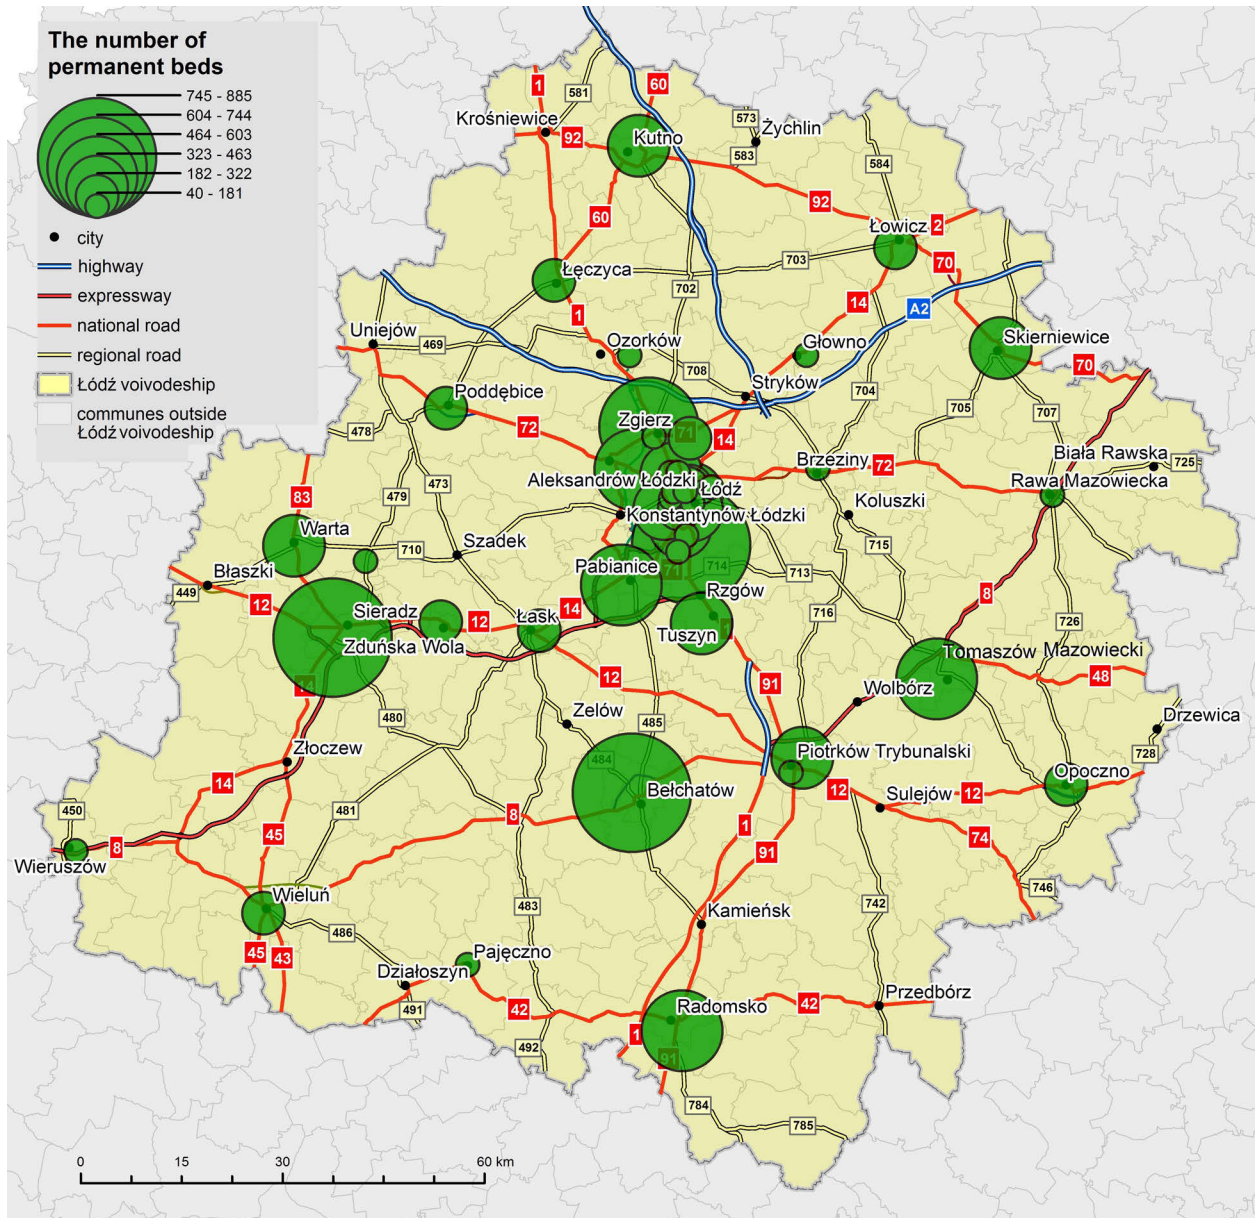 The number of
permanent beds
745 - 885
604 - 744
464 - 603
323 - 463
182 - 322
40 - 181
city
highway
expressway
national road
regional road
Łódź voivodeship
communes outside
Łódź voivodeship
1
581
60
Krośniewice
92
Kutno
573
Żychlin
583
584
92
60
Łowicz
2
70
703
Łęczyca
702
14
A2
1
Uniejów
469
Ozorków
Głowno
Skierniewice
70
708
Stryków
704
705
707
Poddębice
72
478
Zgierz
71
14
Aleksandrów Łódzki
Łódź
Brzeziny
72
Biała Rawska
725
Rawa Mazowiecka
83
479
473
Konstantynów Łódzki
Koluszki
Warta
710
Szadek
715
Pabianice
71
714
713
Błaszki
449
12
Sieradz
12
Łask
14
Rzgów
716
8
726
Zduńska Wola
Tuszyn
Tomaszów Mazowiecki
48
14
12
91
Wolbórz
480
Zelów
485
Drzewica
728
Złoczew
484
Piotrków Trybunalski
Opoczno
14
12
12
450
481
Bełchatów
Sulejów
8
45
8
1
74
Wieruszów
91
746
Wieluń
483
742
486
Kamieńsk
45
43
Pajęczno
Działoszyn
42
Radomsko
42
Przedbórz
491
1
492
91
784
785
0
15
30
60 km